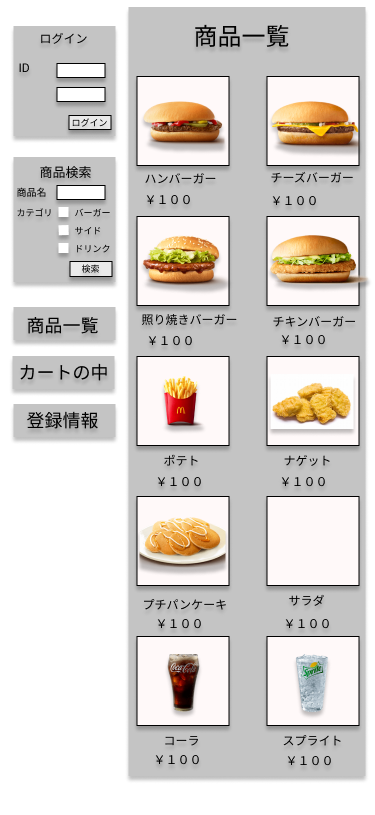 ログイン
ID
ログイン
商品検索
商品名
カテゴリ
バーガー
サイド
ドリンク
検索
商品一覧
カートの中
登録情報
商品一覧
ハンバーガー
￥１００
チーズバーガー
￥１００
照り焼きバーガー
￥１００
チキンバーガー
￥１００
ポテト
￥１００
ナゲット
￥１００
プチパンケーキ
￥１００
サラダ
￥１００
Coca-Cola
コーラ
￥１００
Sprite
スプライト
￥１００